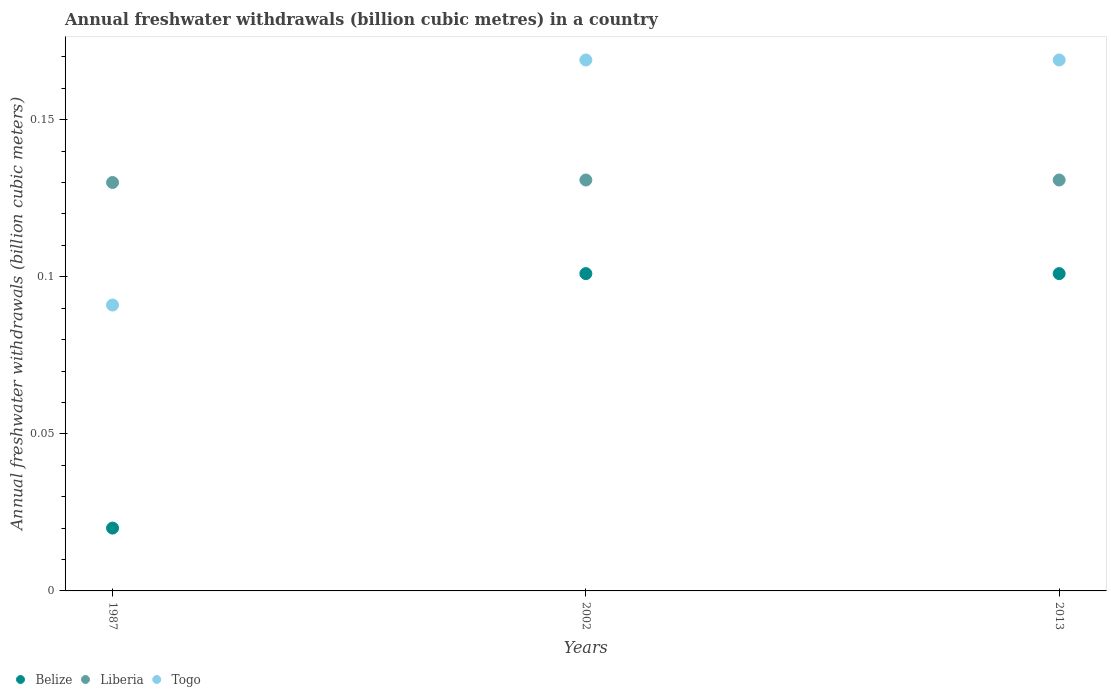 Annual freshwater withdrawals (billion cubic metres) in a country
Annual freshwater withdrawals (billion cubic meters)
0.15
0.1
0.05
0
1987
2002
2013
Years
Belize
Liberia
Togo